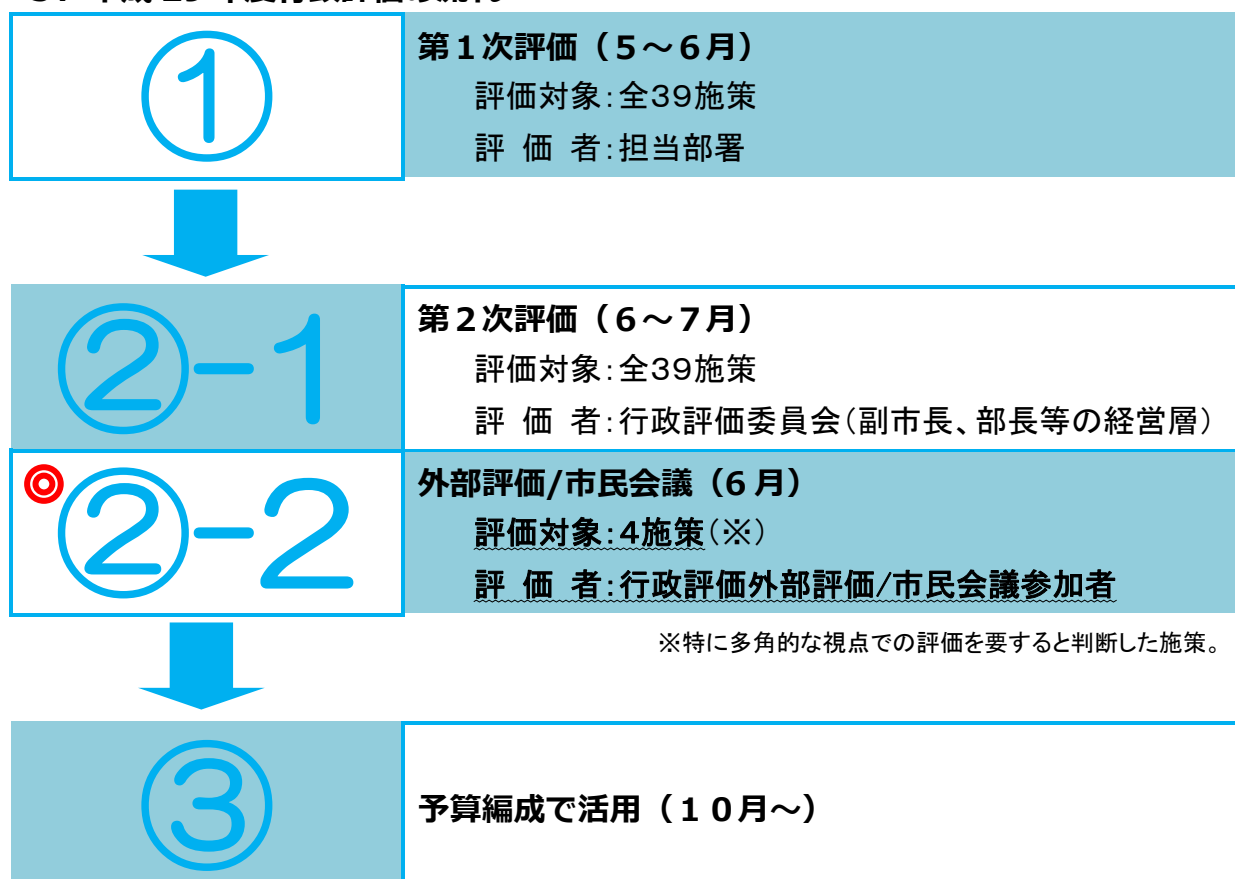 ①
第１次評価（５～６月）
評価対象：全39施策
評 価 者：担当部署
②-1
第２次評価（６～７月）
評価対象：全39施策
評 価 者：行政評価委員会（副市長、部長等の経営層）
◎
②-2
外部評価/市民会議（6 月）
評価対象：4施策（※）
評 価 者：行政評価外部評価/市民会議参加者
※特に多角的な視点での評価を要すると判断した施策。
③
予算編成で活用（１０月～）